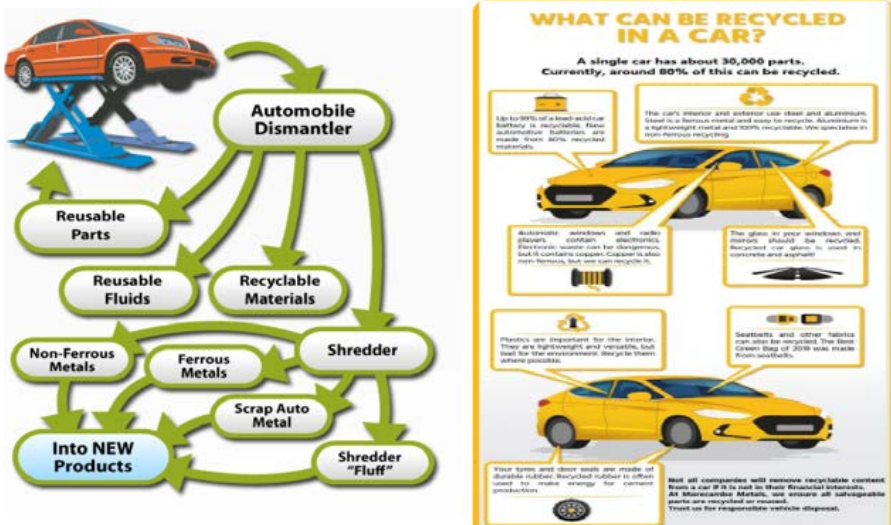 Automobile
Dismantler
Reusable
Parts
Reusable
Fluids
Recyclable
Materials
Non-Ferrous
Metals
Ferrous
Metals
Shredder
Scrap Auto
Metal
Into NEW
Products
Shredder
"Fluff"
WHAT CAN BE RECYCLED
IN A CAR?
A single car has about 30,000 parts.
Currently, around 80% of this can be recycled.
Up to 99% of a lead-acid car
battery is recyclable. New
automotive batteries are
made from 80% recycled
materials.
The car's interior and exterior use steel and aluminium.
Steel is a ferrous metal and easy to recycle. Aluminium is
a lightweight metal and 100% recyclable. We specialise in
non-ferrous recycling.
Automatic windows and radio
players contain electronics.
Electronic waste can be dangerous,
but it contains copper. Copper is also
non-ferrous, but we can recycle it.
The glass in your windows and
mirrors should be recycled.
Recycled car glass is used in
concrete and asphalt!
Plastics are important for the interior.
They are lightweight and versatile, but
bad for the environment. Recycle them
where possible.
Seatbelts and other fabrics
can also be recycled. The Best
Green Bag of 2019 was made
from seatbelts.
Your tyres and door seals are made of
durable rubber. Recycled rubber is often
used to make energy for cement
production.
Not all companies will remove recyclable content
from a car if it is not in their financial interests.
At Morecambe Metals, we ensure all salvageable
parts are recycled or reused.
Trust us for responsible vehicle disposal.